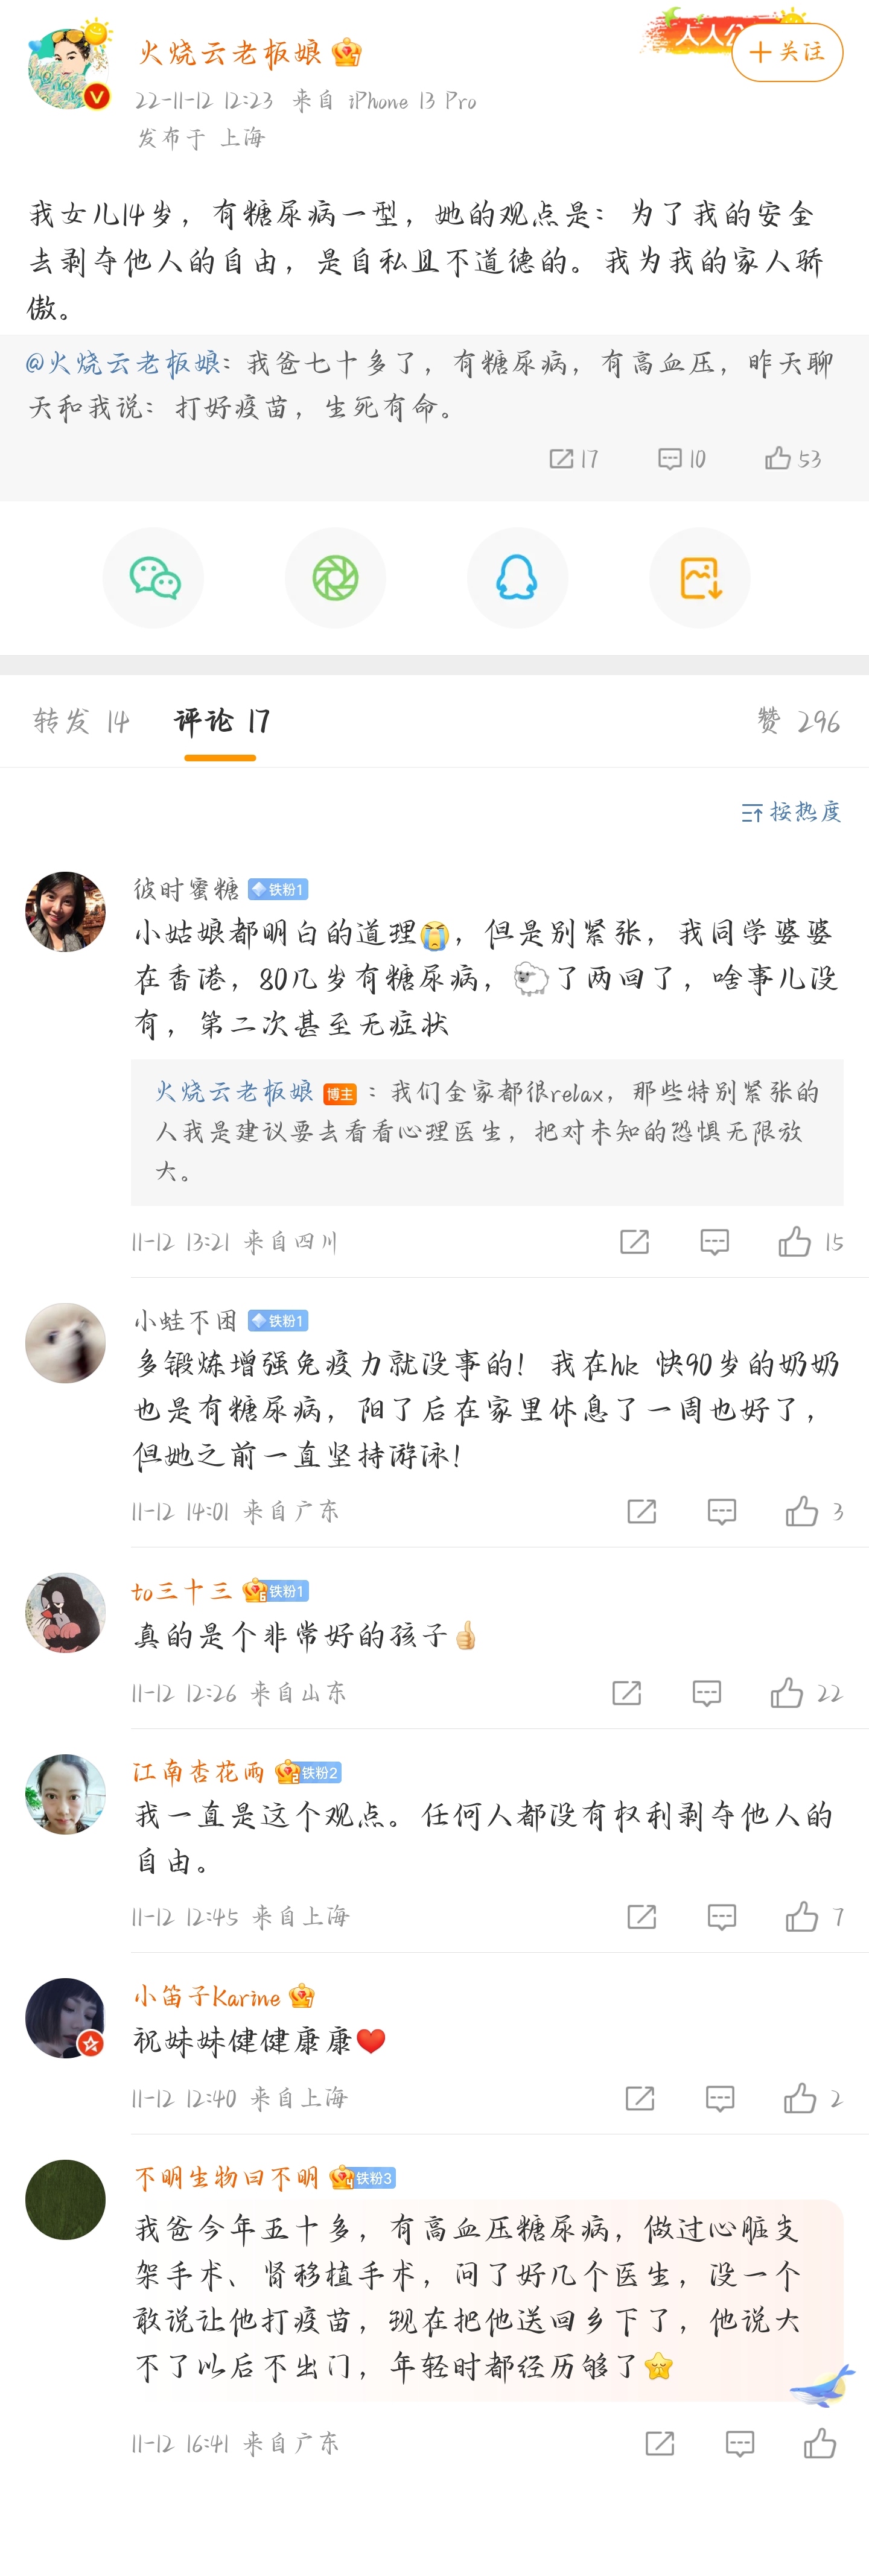 火烧云老板娘
人人公
+关注
22-11-12 12:23 来自 iPhone 13 Pro
发布于 上海
我女儿14岁，有糖尿病一型，她的观点是：为了我的安全
去剥夺他人的自由，是自私且不道德的。我为我的家人骄
傲。
@火烧云老板娘：我爸七十多了，有糖尿病，有高血压，昨天聊
天和我说：打好疫苗，生死有命。
17 10 53
转发 14 评论 17 赞 296
按热度
彼时蜜糖 铁粉1
小姑娘都明白的道理😭，但是别紧张，我同学婆婆
在香港，80几岁有糖尿病，🐑了两回了，啥事儿没
有，第二次甚至无症状
火烧云老板娘 博主：我们全家都很relax，那些特别紧张的
人我是建议要去看看心理医生，把对未知的恐惧无限放
大。
11-12 13:21 来自四川 15
小蛙不困 铁粉1
多锻炼增强免疫力就没事的！我在hk 快90岁的奶奶
也是有糖尿病，阳了后在家里休息了一周也好了，
但她之前一直坚持游泳！
11-12 14:01 来自广东 3
to三十三 6 铁粉1
真的是个非常好的孩子👍
11-12 12:26 来自山东 22
江南杏花雨 铁粉2
我一直是这个观点。任何人都没有权利剥夺他人的
自由。
11-12 12:45 来自上海 7
小笛子Karine
祝妹妹健健康康❤️
11-12 12:40 来自上海 2
不明生物曰不明 铁粉3
我爸今年五十多，有高血压糖尿病，做过心脏支
架手术、肾移植手术，问了好几个医生，没一个
敢说让他打疫苗，现在把他送回乡下了，他说大
不了以后不出门，年轻时都经历够了
11-12 16:41 来自广东